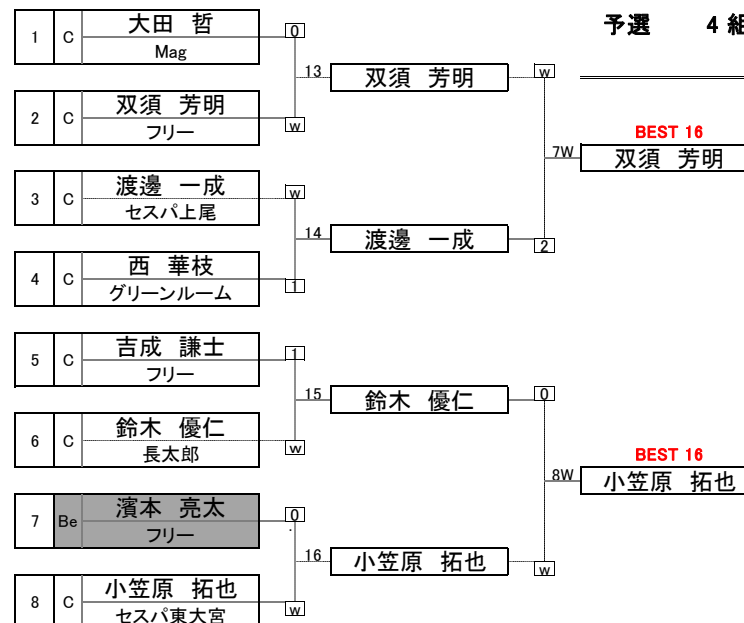 予選 4 組
1 C 大田 哲 0
Mag
13 双須 芳明 w
2 C 双須 芳明 w
フリー
BEST 16
7W 双須 芳明
3 C 渡邊 一成 w
セスパ上尾
14 渡邊 一成 2
4 C 西 華枝 1
グリーンルーム
5 C 吉成 謙士 1
フリー
15 鈴木 優仁 0
6 C 鈴木 優仁 w
長太郎
BEST 16
8W 小笠原 拓也
7 Be 濱本 亮太 0
フリー
16 小笠原 拓也 w
8 C 小笠原 拓也 w
セスパ東大宮